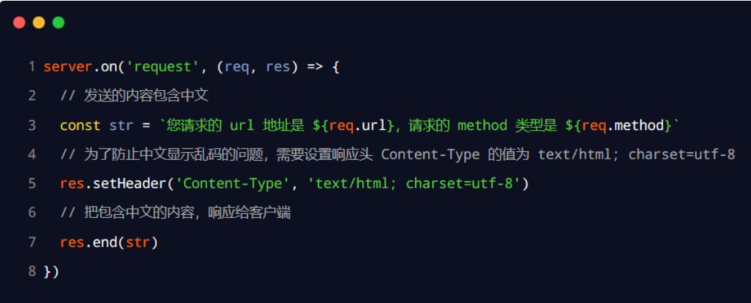 1 server.on('request', (req, res) => {
2 // 发送的内容包含中文
3 const str = `您请求的 url 地址是 ${req.url}，请求的 method 类型是 ${req.method}`
4 // 为了防止中文显示乱码的问题，需要设置响应头 Content-Type 的值为 text/html; charset=utf-8
5 res.setHeader('Content-Type', 'text/html; charset=utf-8')
6 // 把包含中文的内容，响应给客户端
7 res.end(str)
8 })